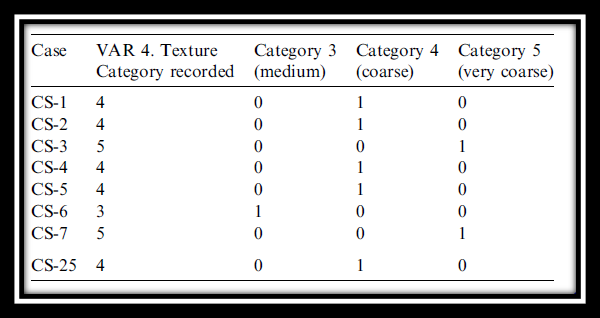 Case VAR 4. Texture Category 3 Category 4 Category 5
Category recorded (medium) (coarse) (very coarse)
CS-1 4 0 1 0
CS-2 4 0 1 0
CS-3 5 0 0 1
CS-4 4 0 1 0
CS-5 4 0 1 0
CS-6 3 1 0 0
CS-7 5 0 0 1
CS-25 4 0 1 0